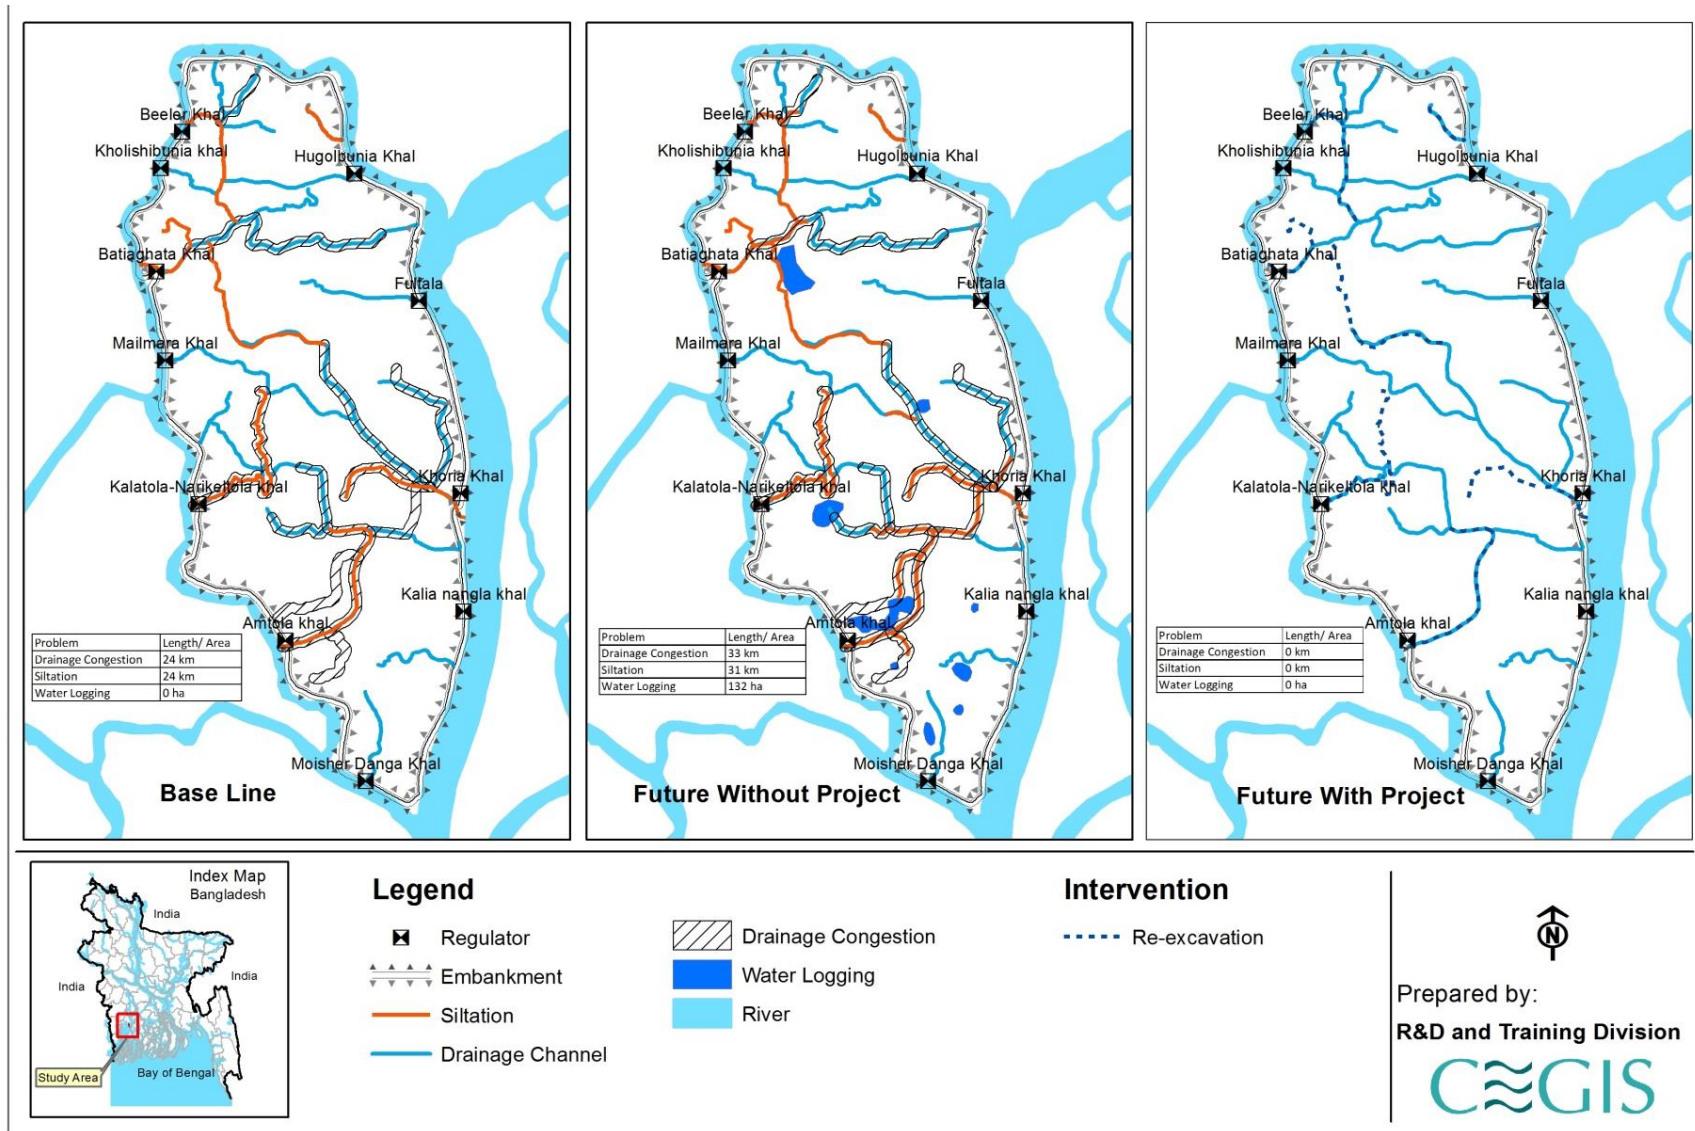 Beeler Khal
Kholishibunia khal
Hugolbunia Khal
Batiaghata Khal
Fultala
Mailmara Khal
Khoria Khal
Kalatola-Narikeltola khal
Kalia nangla khal
Amtola khal
Problem Length/ Area
Drainage Congestion 24 km
Siltation 24 km
Water Logging 0 ha
Moisher Danga Khal
Base Line
Beeler Khal
Kholishibunia khal
Hugolbunia Khal
Batiaghata Khal
Fultala
Mailmara Khal
Khoria Khal
Kalatola-Narikeltola khal
Kalia nangla khal
Amtola khal
Problem Length/ Area
Drainage Congestion 33 km
Siltation 31 km
Water Logging 132 ha
Moisher Danga Khal
Future Without Project
Beeler Khal
Kholishibunia khal
Hugolbunia Khal
Batiaghata Khal
Fultala
Mailmara Khal
Khoria Khal
Kalatola-Narikeltola khal
Kalia nangla khal
Amtola khal
Problem Length/ Area
Drainage Congestion 0 km
Siltation 0 km
Water Logging 0 ha
Moisher Danga Khal
Future With Project
Index Map
Bangladesh
India
India
India
Study Area
Bay of Bengal
Legend
Regulator
Embankment
Siltation
Drainage Channel
Drainage Congestion
Water Logging
River
Intervention
Re-excavation
N
Prepared by:
R&D and Training Division
CEGIS